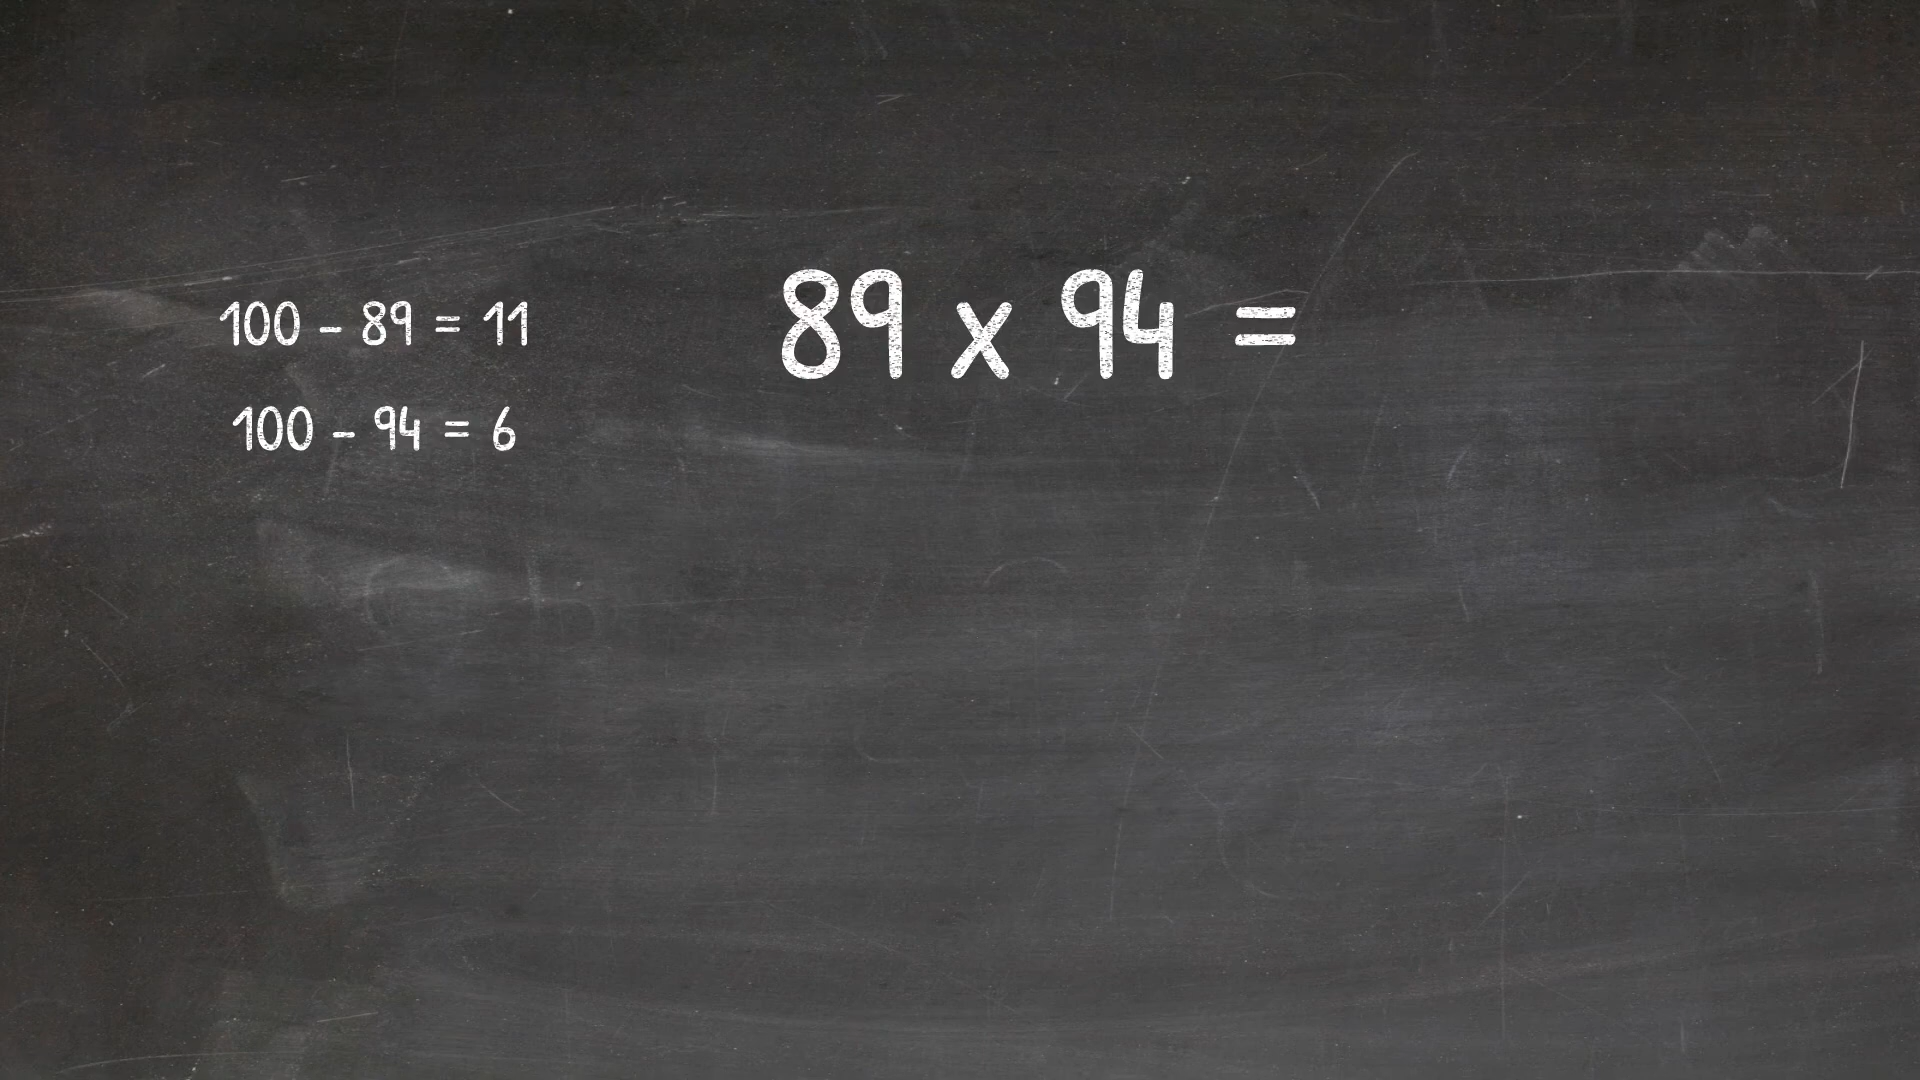 100 - 89 = 11
89 x 94 =
100 - 94 = 6